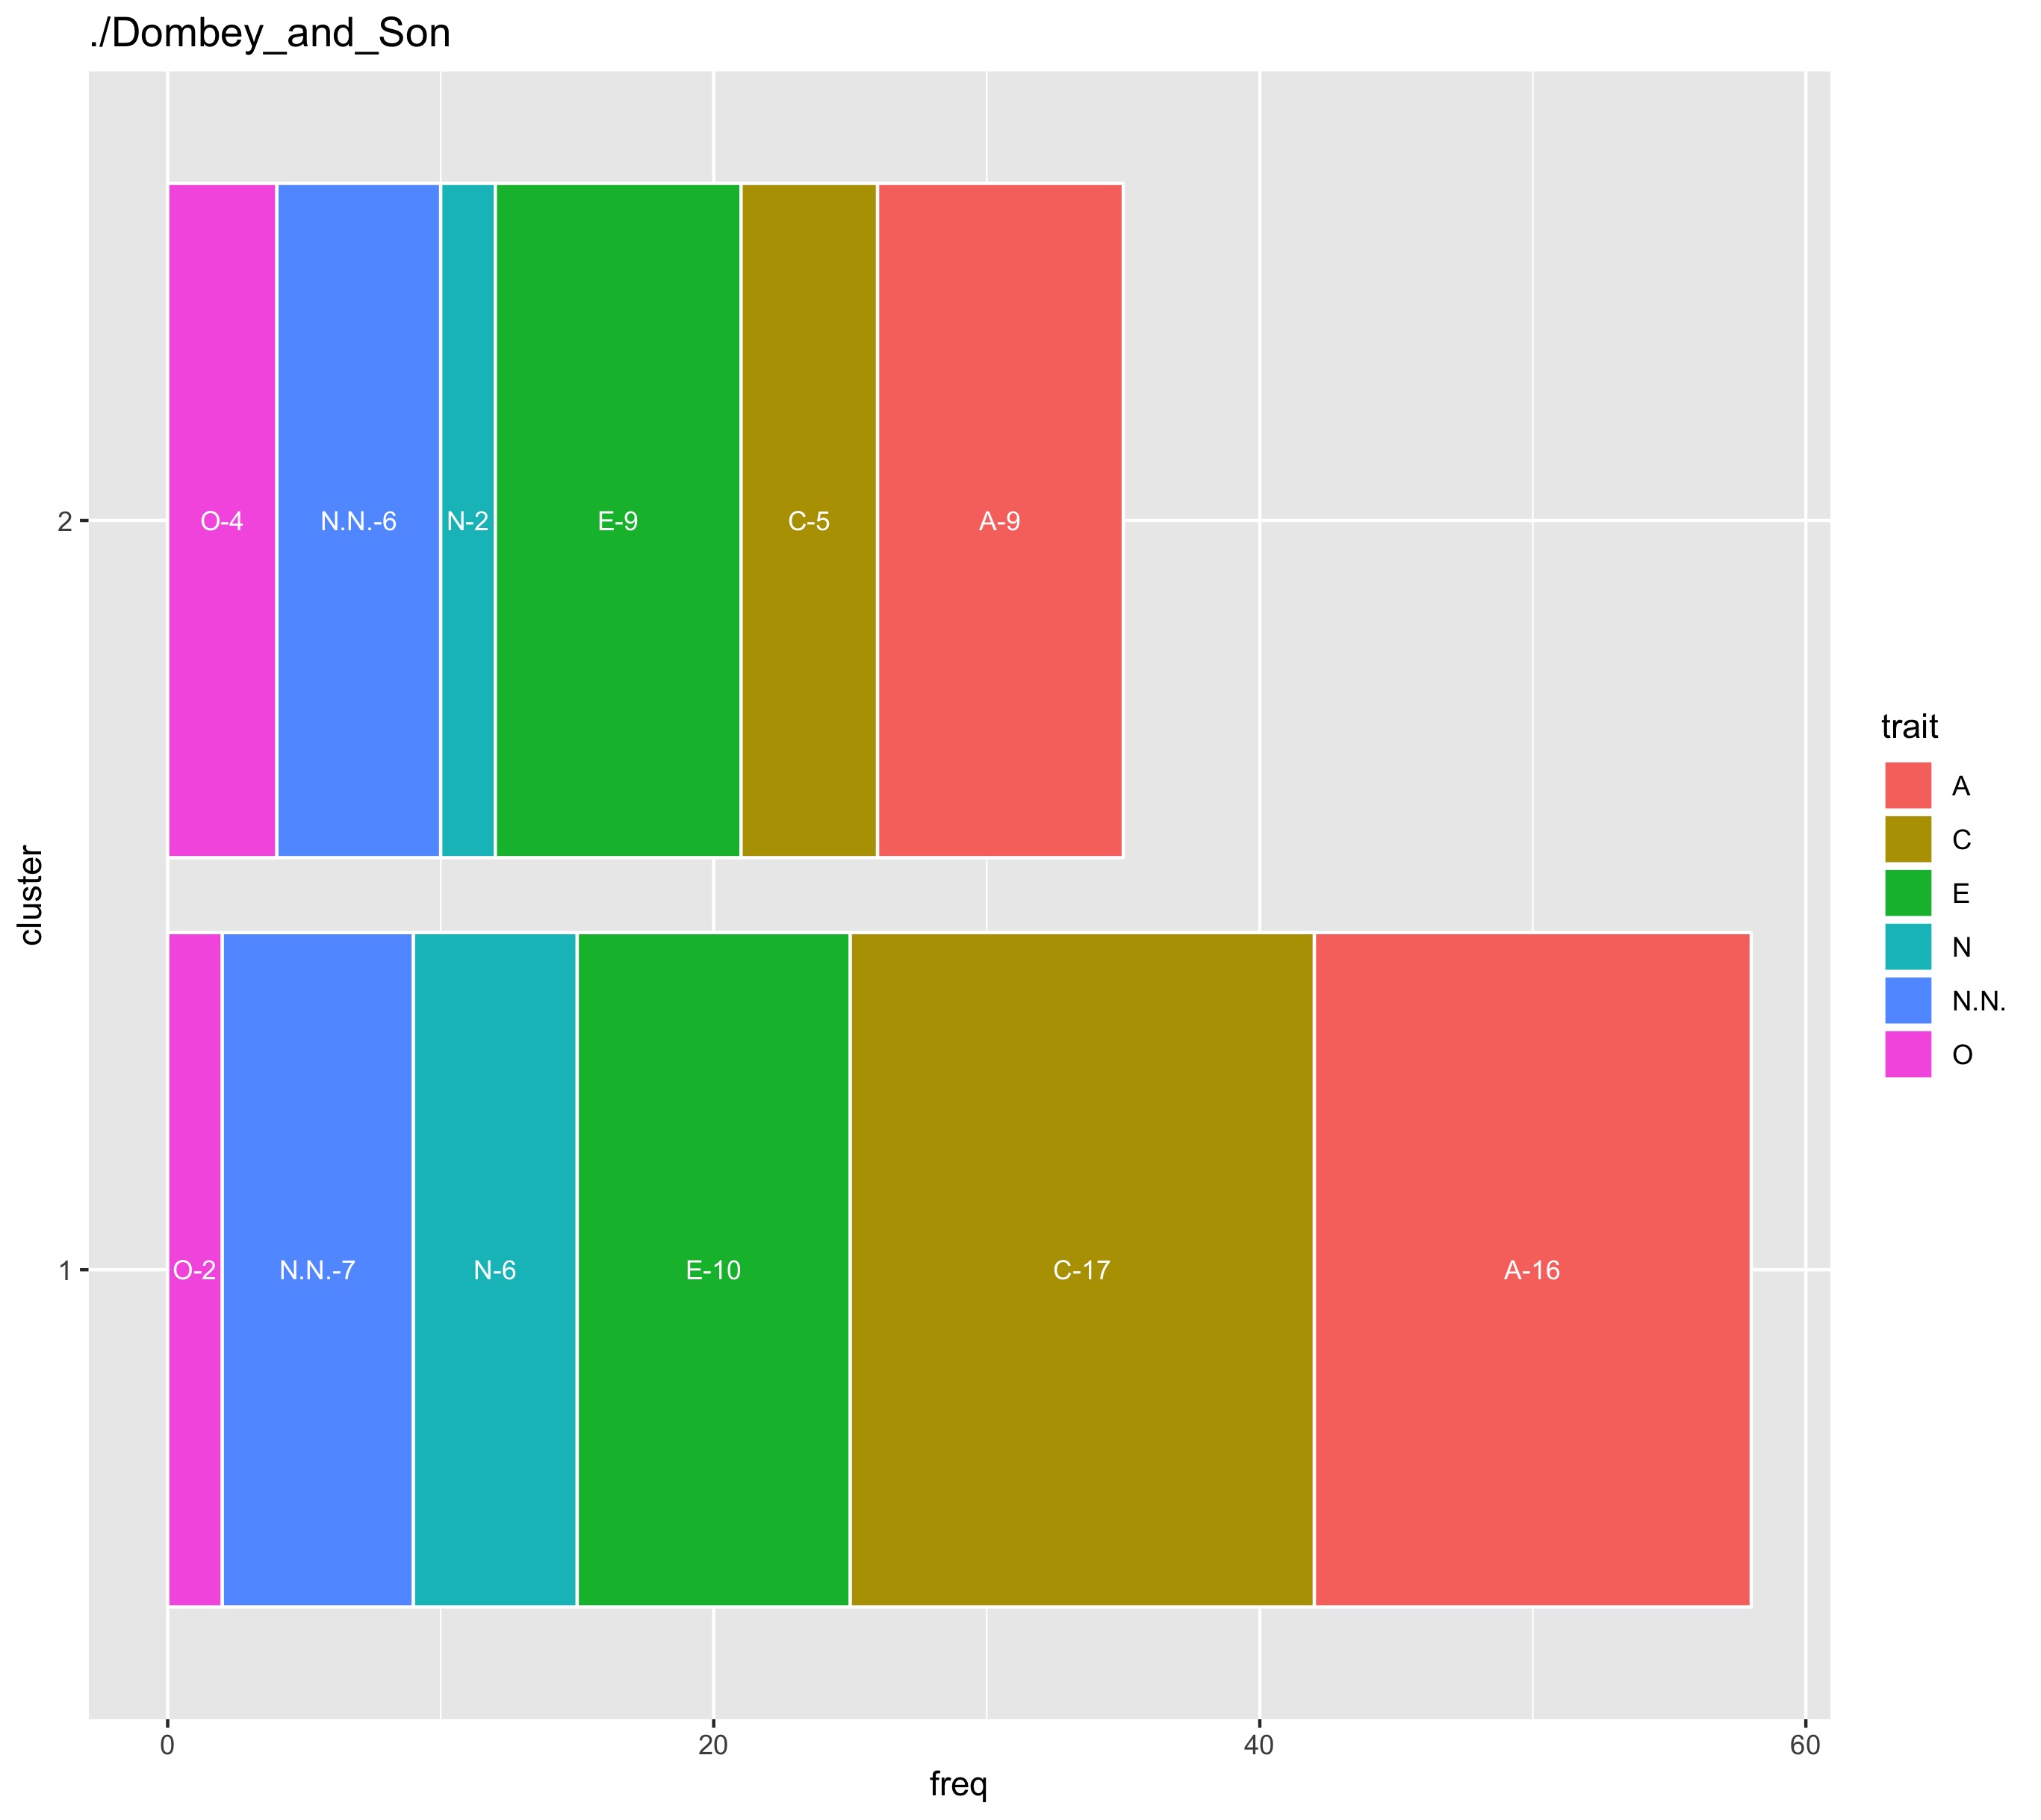 ./Dombey_and_Son
2
O-4 N.N.-6 N-2 E-9 C-5 A-9
cluster
1
O-2 N.N.-7 N-6 E-10 C-17 A-16
0 20 40 60
freq
trait
A
C
E
N
N.N.
O